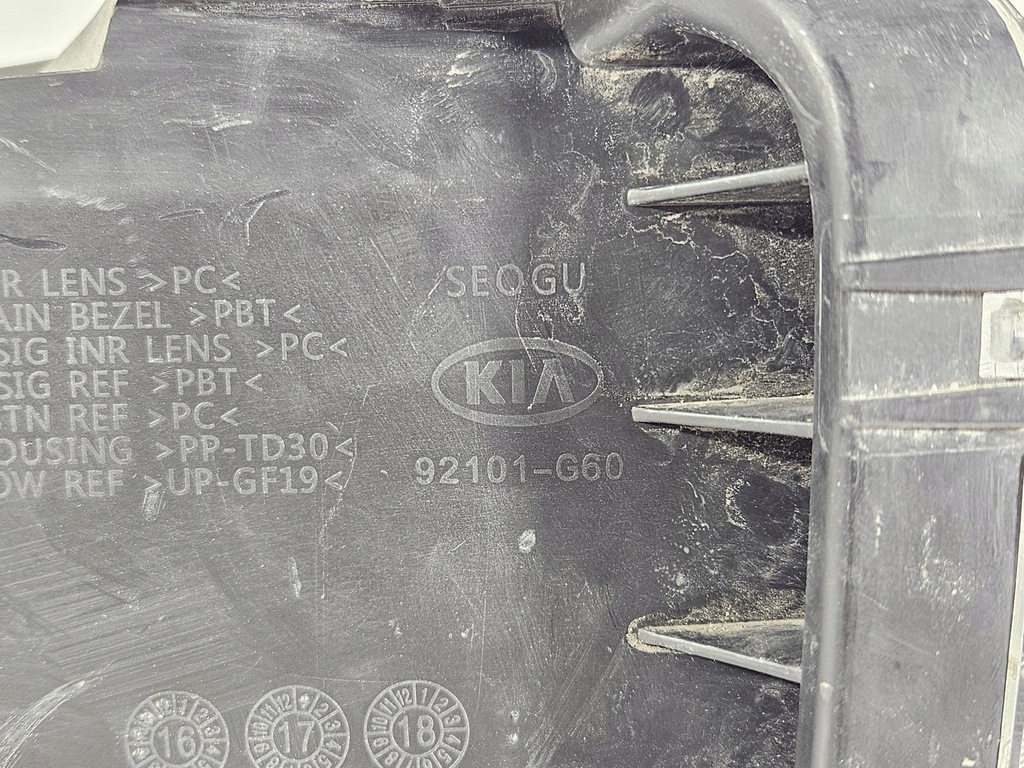 R LENS >PC<
AIN BEZEL >PBT<
SIG INR LENS >PC<
SIG REF >PBT<
TN REF >PC<
OUSING >PP-TD30<
OW REF >UP-GF19<
SEOGU
KIA
92101-G60
16
17
18